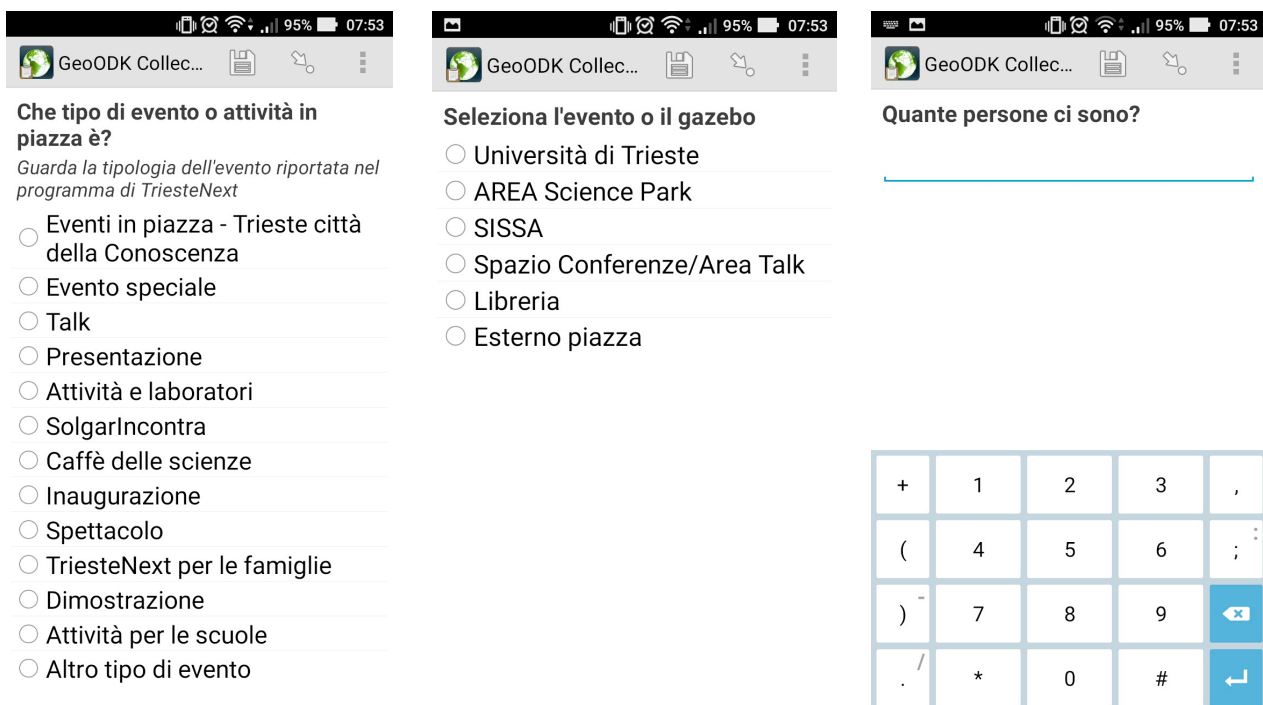 95% 07:53
GeoODK Collec...
Che tipo di evento o attività in
piazza è?
Guarda la tipologia dell'evento riportata nel
programma di TriesteNext
Eventi in piazza - Trieste città
della Conoscenza
Evento speciale
Talk
Presentazione
Attività e laboratori
SolgarIncontra
Caffè delle scienze
Inaugurazione
Spettacolo
TriesteNext per le famiglie
Dimostrazione
Attività per le scuole
Altro tipo di evento
95% 07:53
GeoODK Collec...
Seleziona l'evento o il gazebo
Università di Trieste
AREA Science Park
SISSA
Spazio Conferenze/Area Talk
Libreria
Esterno piazza
95% 07:53
GeoODK Collec...
Quante persone ci sono?
+ 1 2 3 ,
( 4 5 6 ; :
) - 7 8 9
. / * 0 #